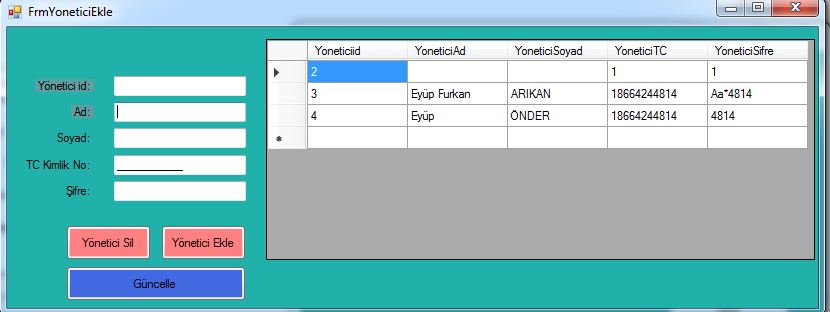 FrmYoneticiEkle
Yönetici id:
Ad:
Soyad:
TC Kimlik No:
Şifre:
Yönetici Sil Yönetici Ekle
Güncelle
Yoneticiid YoneticiAd YoneticiSoyad YoneticiTC YoneticiSifre
2 1 1
3 Eyüp Furkan ARIKAN 18664244814 Aa*4814
4 Eyüp ÖNDER 18664244814 4814